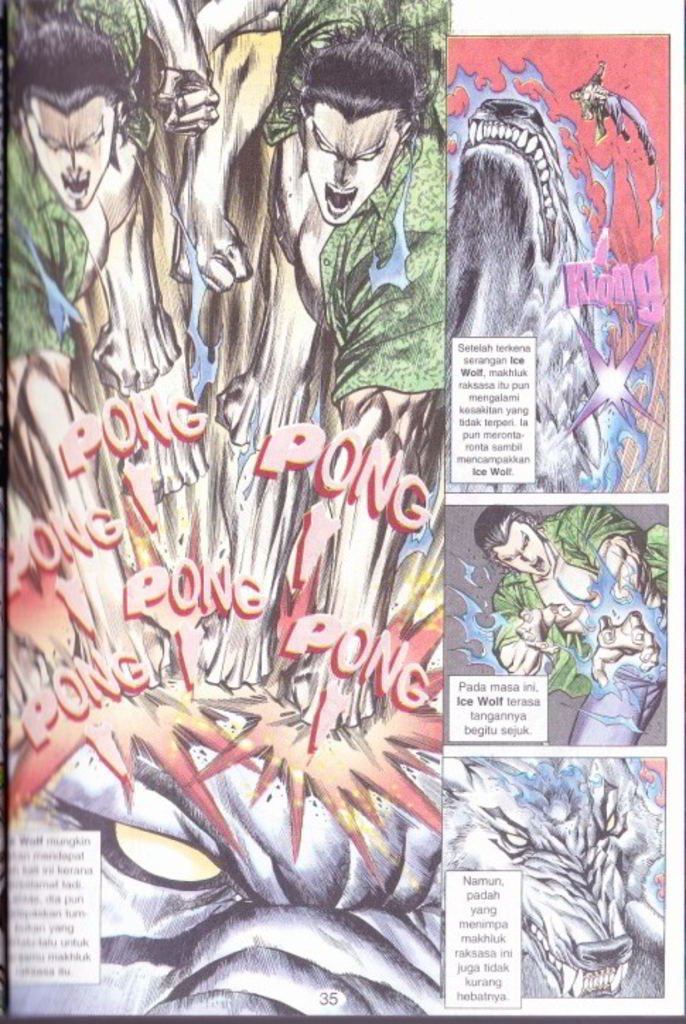 PONG
PONG
PONG
PONG
PONG
PONG
Wolf mungkin
mendapat
kali ini kerana
tadi.
dia pun
tum-
yang
untuk
makhluk
raksasa itu.
Klong
Setelah terkena
serangan Ice
Wolf, makhluk
raksasa itu pun
mengalami
kesakitan yang
tidak terperi. Ia
pun meronta-
ronta sambil
mencampakkan
Ice Wolf.
Pada masa ini,
Ice Wolf terasa
tangannya
begitu sejuk.
Namun,
padah
yang
menimpa
makhluk
raksasa ini
juga tidak
kurang
hebatnya.
35